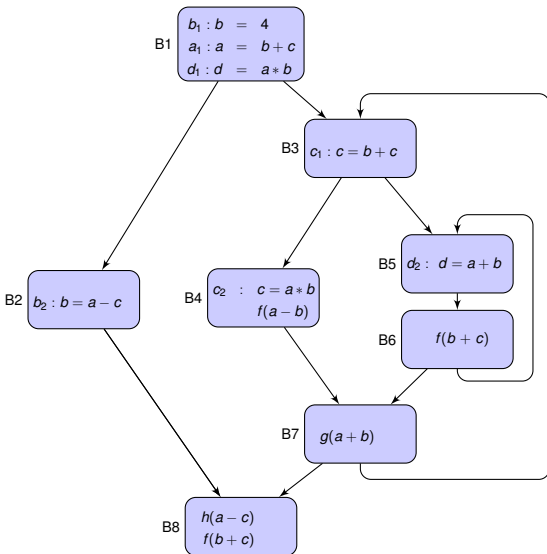 B1
b₁ : b = 4
a₁ : a = b + c
d₁ : d = a ∗ b
B3
c₁ : c = b + c
B5
d₂ : d = a + b
B4
c₂ : c = a ∗ b
f(a − b)
B2
b₂ : b = a − c
B6
f(b + c)
B7
g(a + b)
B8
h(a − c)
f(b + c)